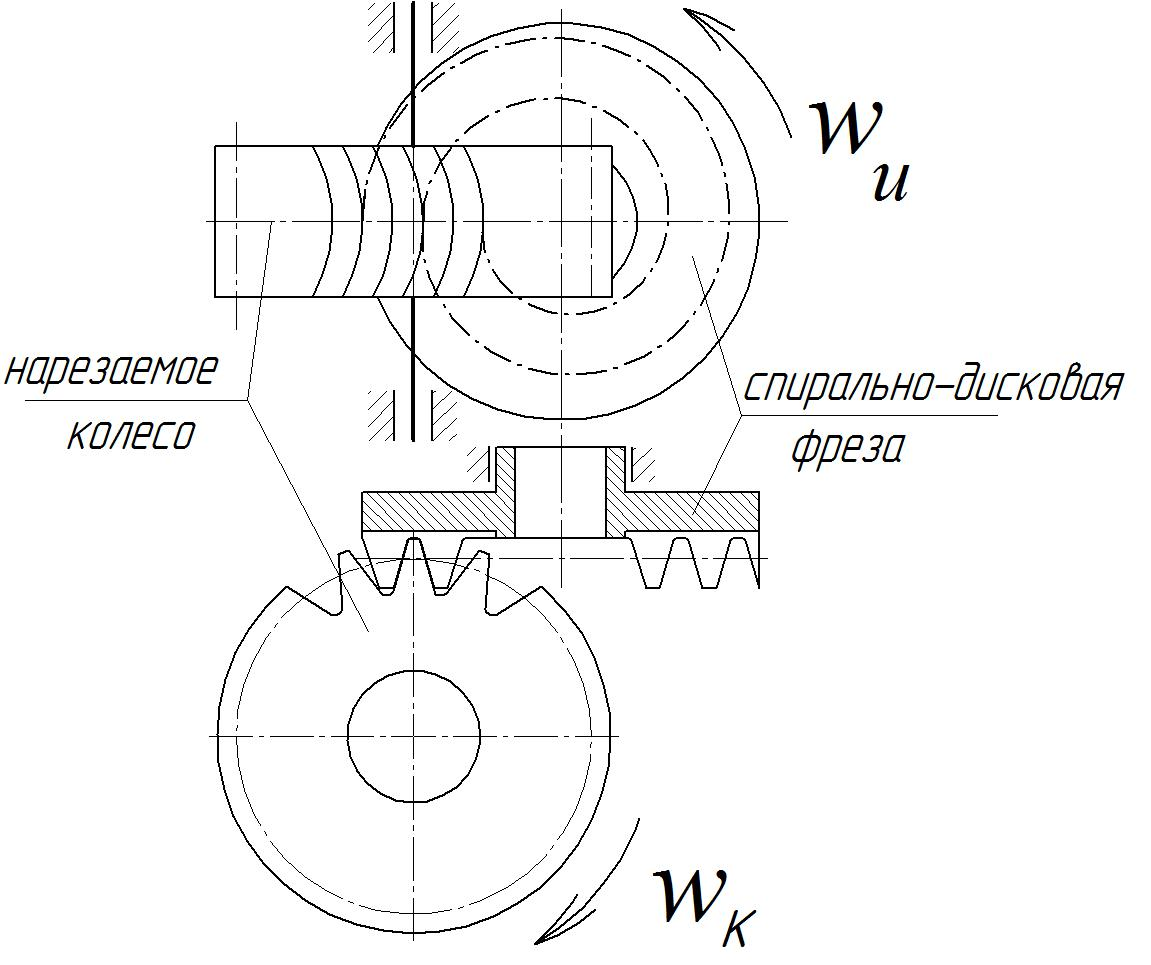 w
и
нарезаемое
колесо
спирально-дисковая
фреза
w
к